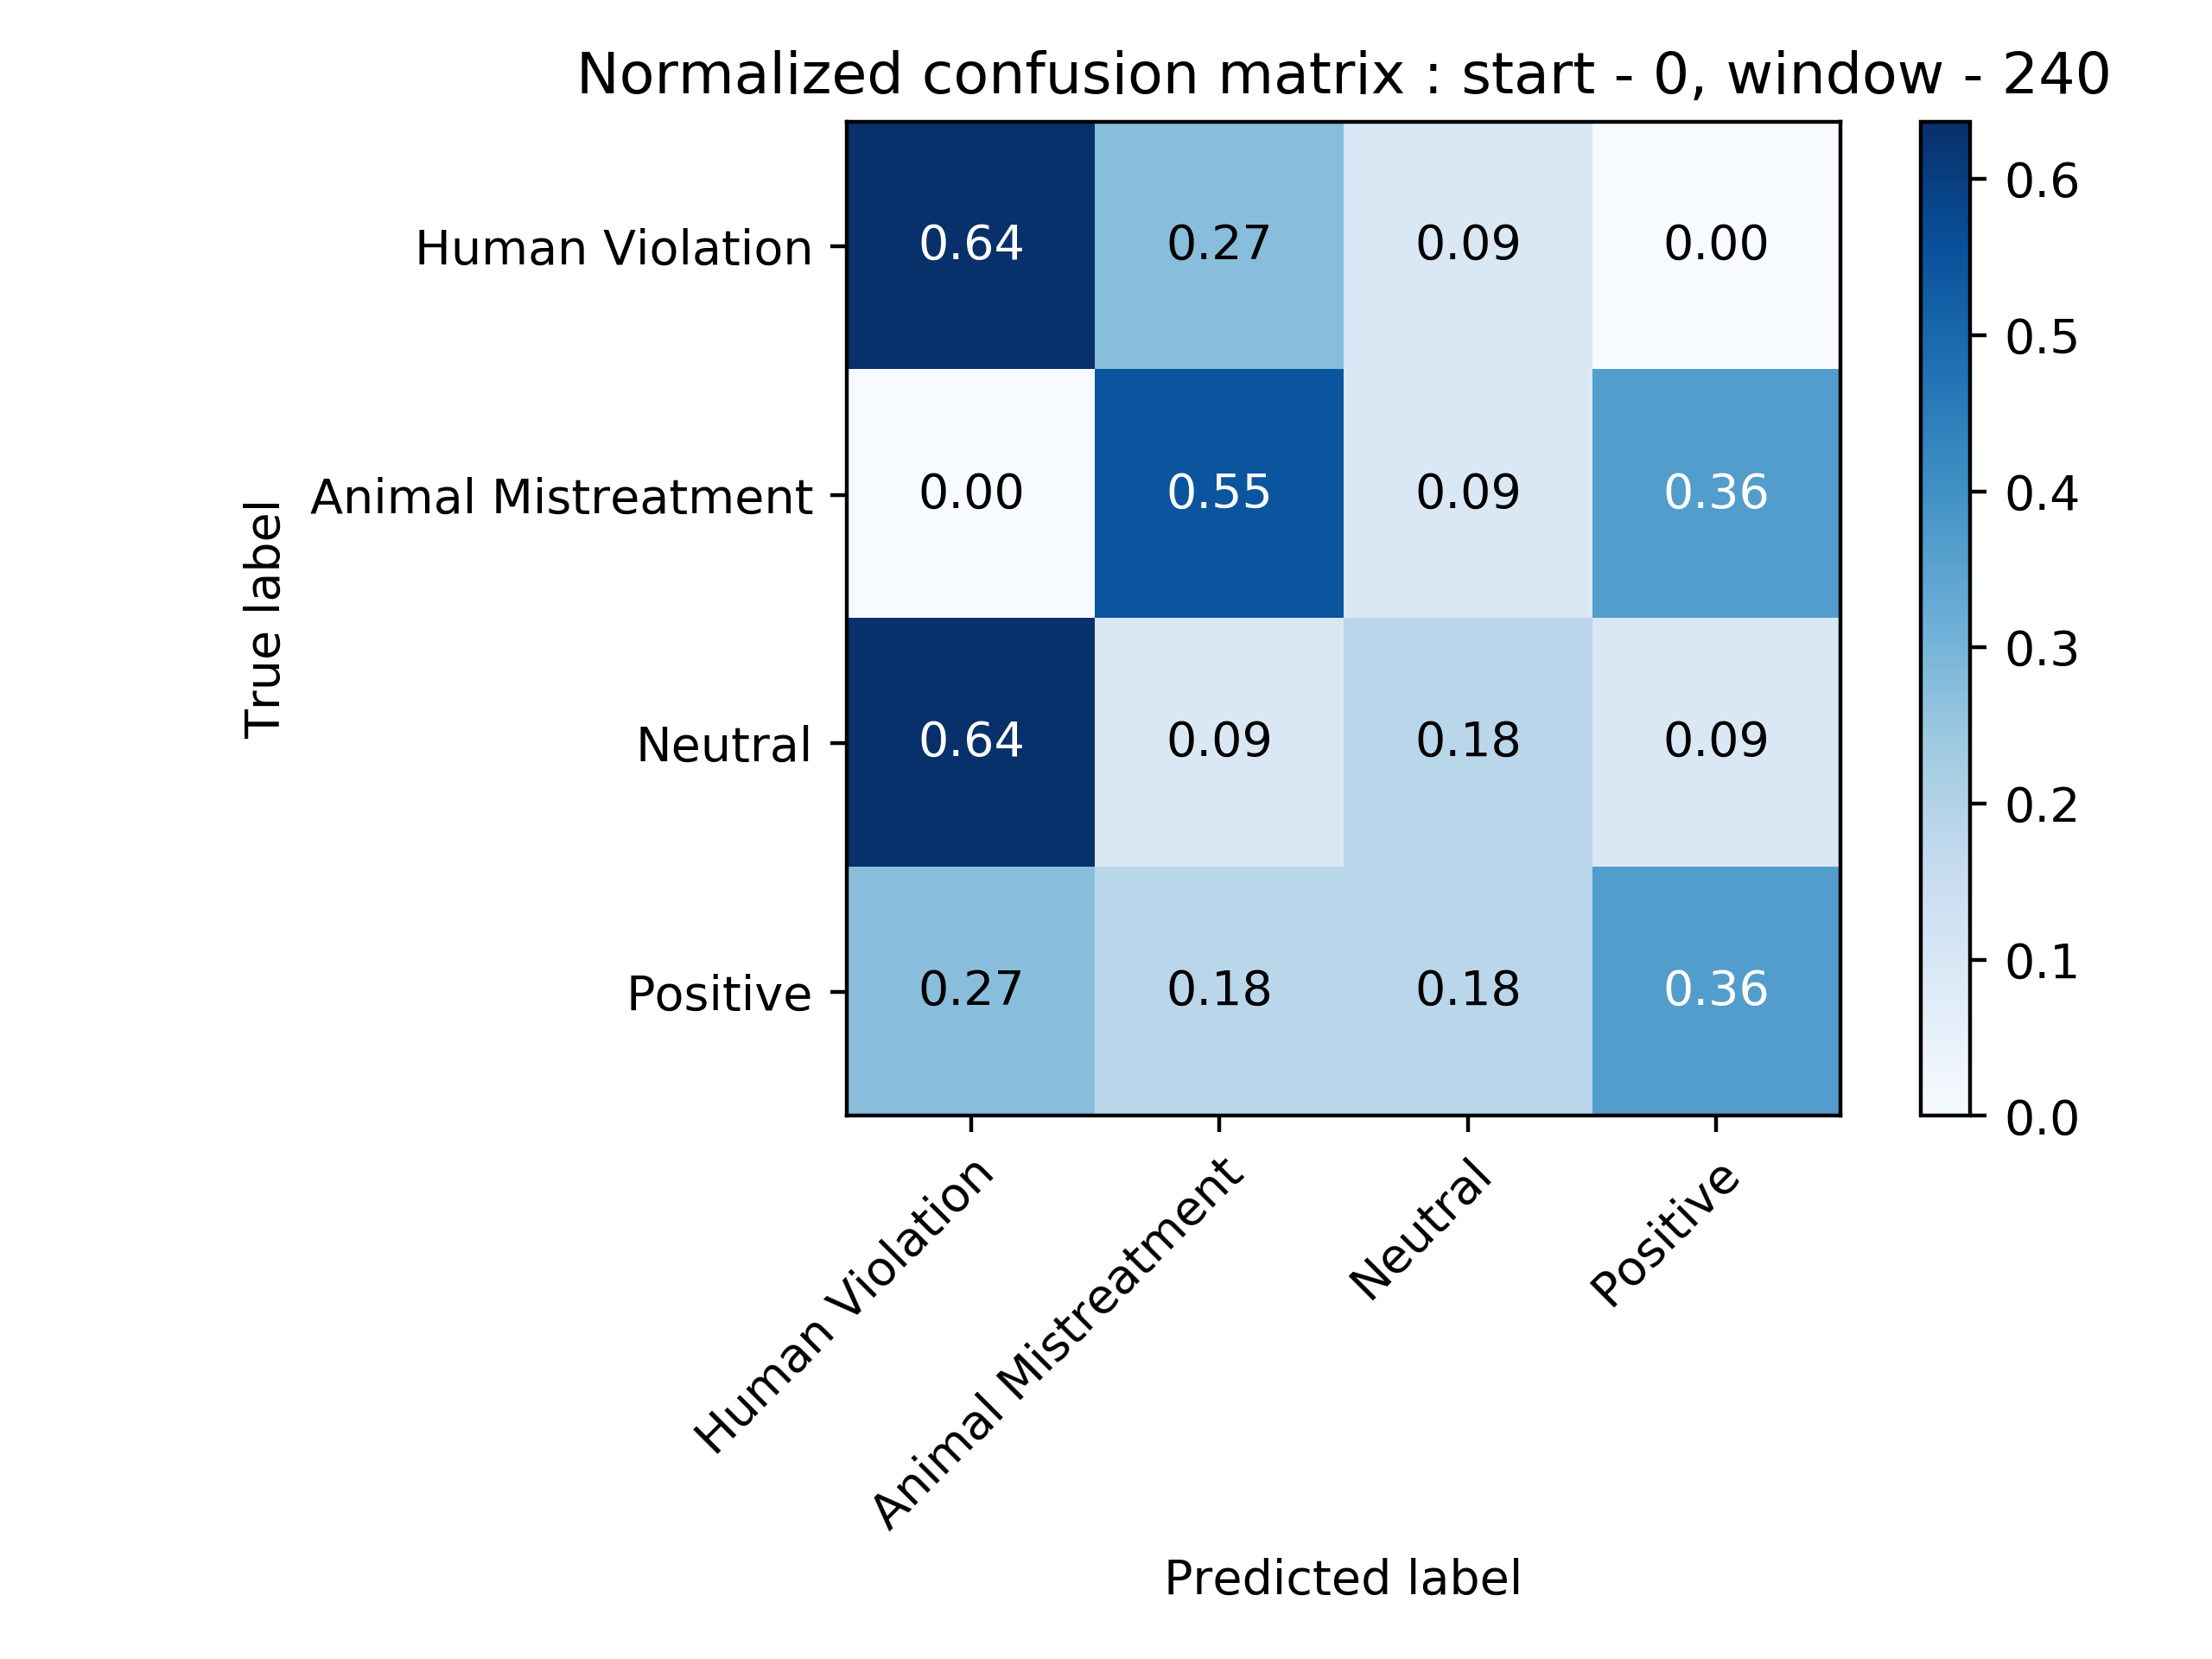 Normalized confusion matrix : start - 0, window - 240
True label
Human Violation
0.64 0.27 0.09 0.00
Animal Mistreatment
0.00 0.55 0.09 0.36
Neutral
0.64 0.09 0.18 0.09
Positive
0.27 0.18 0.18 0.36
Human Violation
Animal Mistreatment
Neutral
Positive
Predicted label
0.6
0.5
0.4
0.3
0.2
0.1
0.0